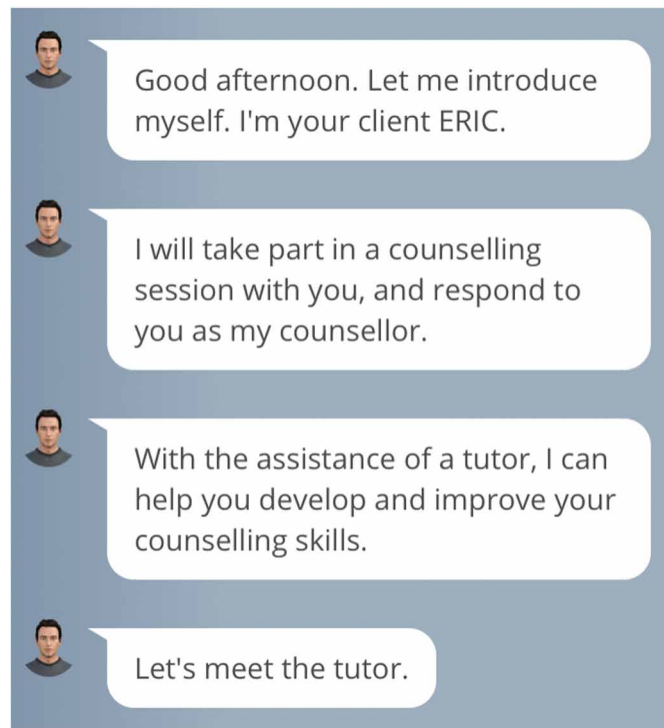 Good afternoon. Let me introduce
myself. I'm your client ERIC.
I will take part in a counselling
session with you, and respond to
you as my counsellor.
With the assistance of a tutor, I can
help you develop and improve your
counselling skills.
Let's meet the tutor.